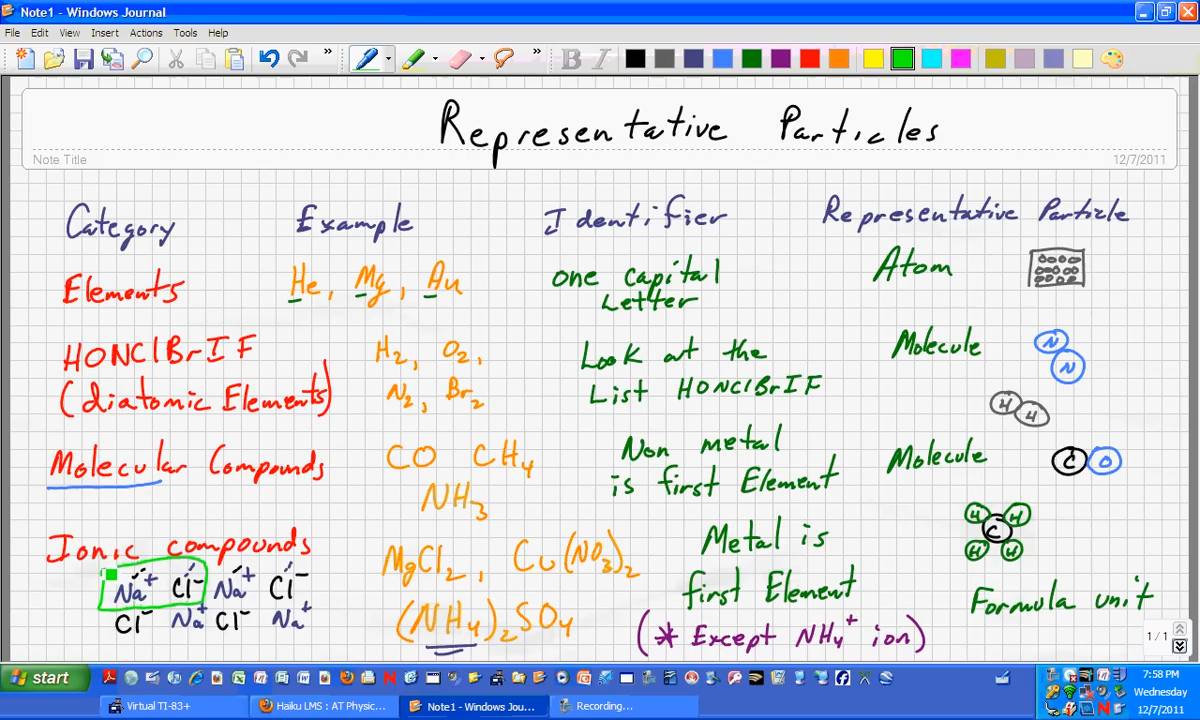 Note1 - Windows Journal
File Edit View Insert Actions Tools Help
B I
Representative Particles
Note Title
12/7/2011
Category Example Identifier Representative Particle
Elements He, Mg, Au one capital Letter Atom
HONClBrIF (diatomic Elements) H2, O2, N2, Br2 Look at the List HONClBrIF Molecule N N
H H
Molecular Compounds CO CH4 NH3 Non metal is first Element Molecule C O
H H C H H
Ionic compounds MgCl2, Cu(NO3)2 Metal is first Element Formula unit
Na+ Cl- Na+ Cl-
Cl- Na+ Cl- Na+
(NH4)2SO4 (* Except NH4+ ion)
1 / 1
start
7:58 PM
Virtual TI-83+ Haiku LMS : AT Physic... Note1 - Windows Jou... Recording...
Wednesday
12/7/2011